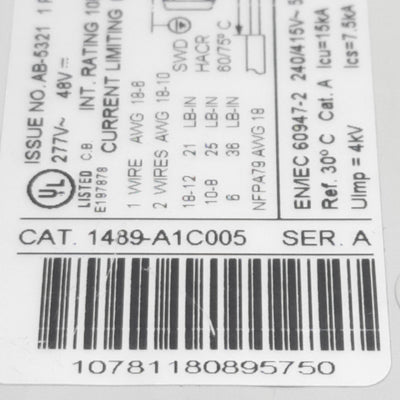 ISSUE NO. AB-5321 1
277V~ 48V
UL
LISTED C.B.
E197878
INT. RATING 10
CURRENT LIMITING
SWD
HACR
60/75°C
1 WIRE AWG 18-8
2 WIRES AWG 18-10
18-12 21 LB-IN
10-8 25 LB-IN
6 36 LB-IN
NFPA79 AWG 18
EN/IEC 60947-2 240/415V~
Ref. 30° C Cat. A Icu=15kA
Uimp = 4kV Ics=7.5kA
CAT. 1489-A1C005 SER. A
10781180895750